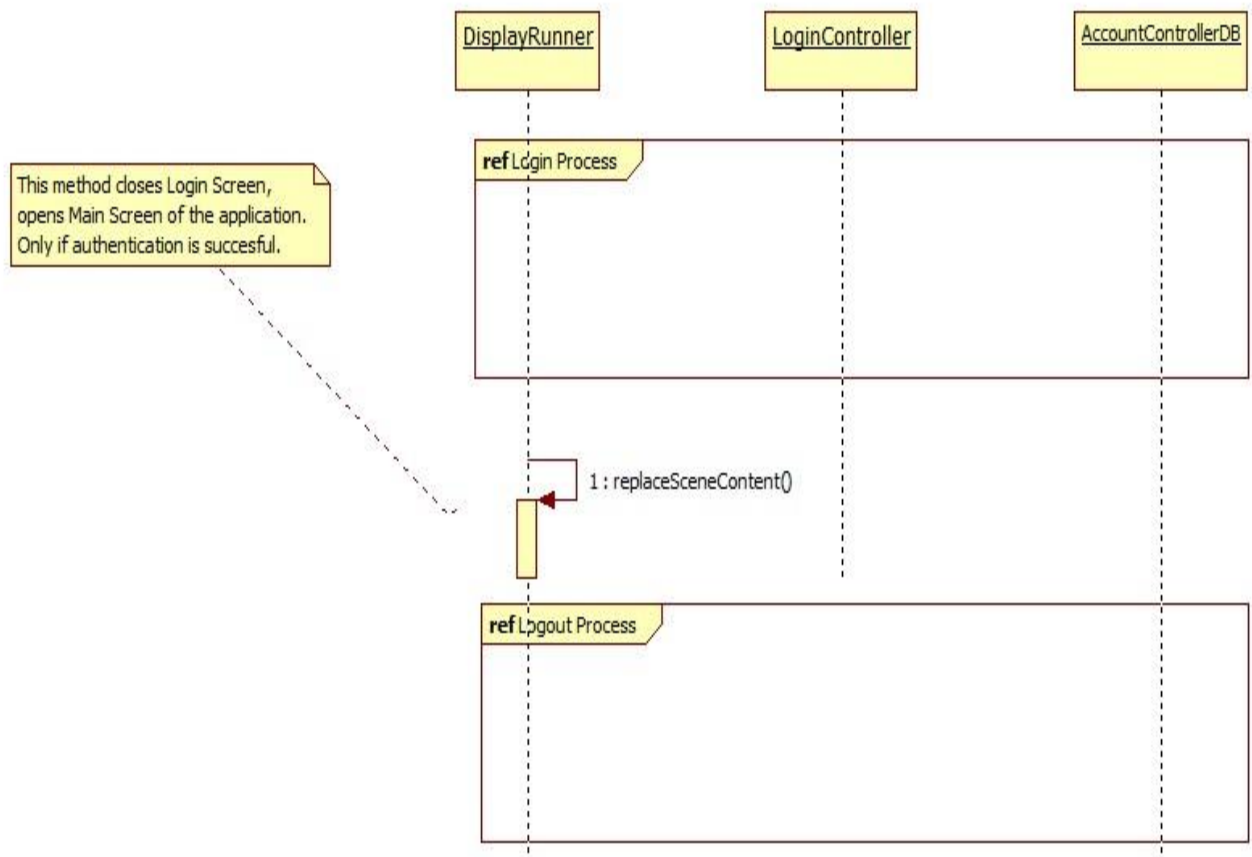 DisplayRunner
LoginController
AccountControllerDB
ref Login Process
This method closes Login Screen,
opens Main Screen of the application.
Only if authentication is succesful.
1 : replaceSceneContent()
ref Logout Process